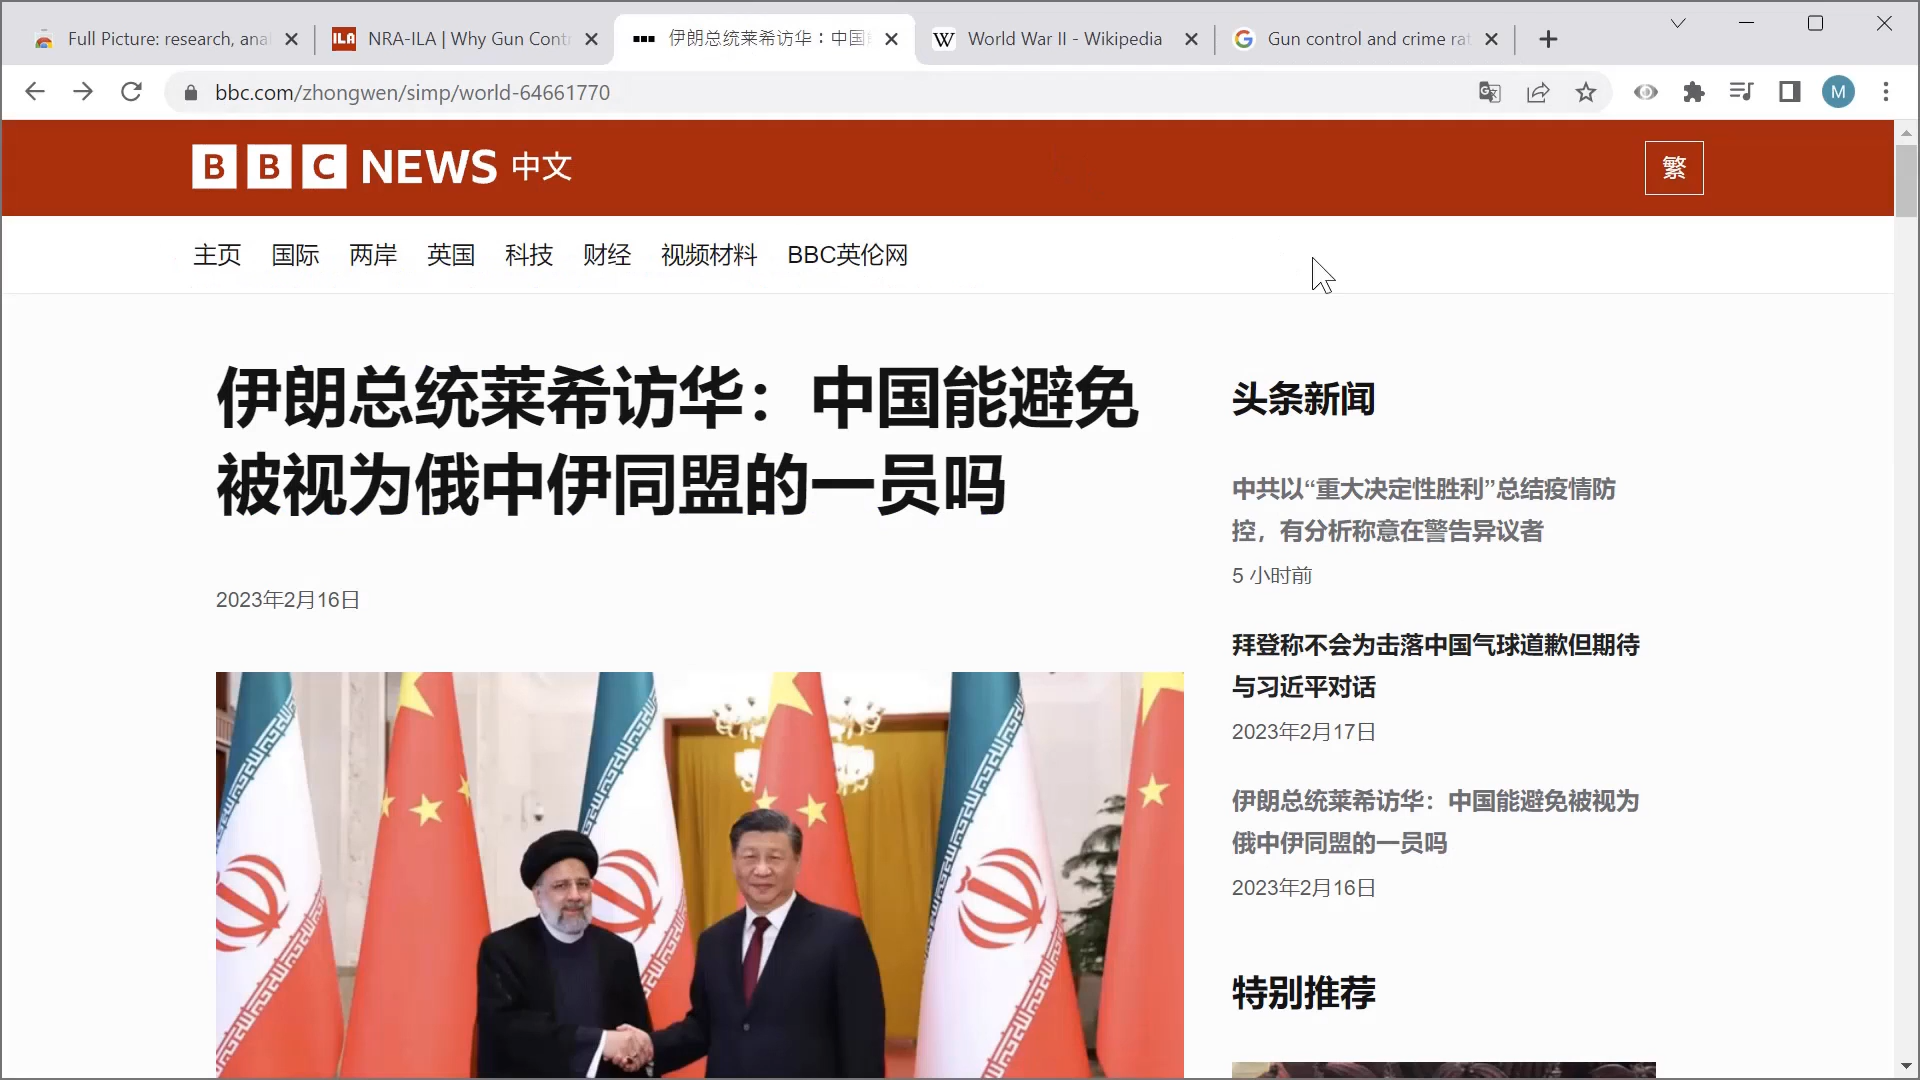 Full Picture: research, ana
ILA NRA-ILA | Why Gun Contr
伊朗总统莱希访华：中国
W World War II - Wikipedia
Gun control and crime rat
bbc.com/zhongwen/simp/world-64661770
M
BBC NEWS 中文
繁
主页 国际 两岸 英国 科技 财经 视频材料 BBC英伦网
伊朗总统莱希访华：中国能避免
被视为俄中伊同盟的一员吗
2023年2月16日
头条新闻
中共以“重大决定性胜利”总结疫情防
控，有分析称意在警告异议者
5 小时前
拜登称不会为击落中国气球道歉但期待
与习近平对话
2023年2月17日
伊朗总统莱希访华：中国能避免被视为
俄中伊同盟的一员吗
2023年2月16日
特别推荐